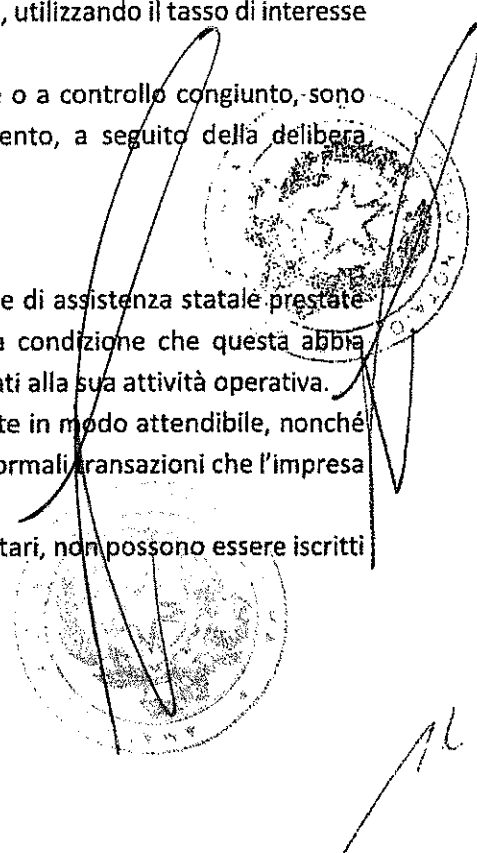 , utilizzando il tasso di interesse
e o a controllo congiunto, sono
ento, a seguito della delibera
e di assistenza statale prestate
a condizione che questa abbia
ati alla sua attività operativa.
te in modo attendibile, nonché
ormali transazioni che l'impresa
tari, non possono essere iscritti
NOTAIO